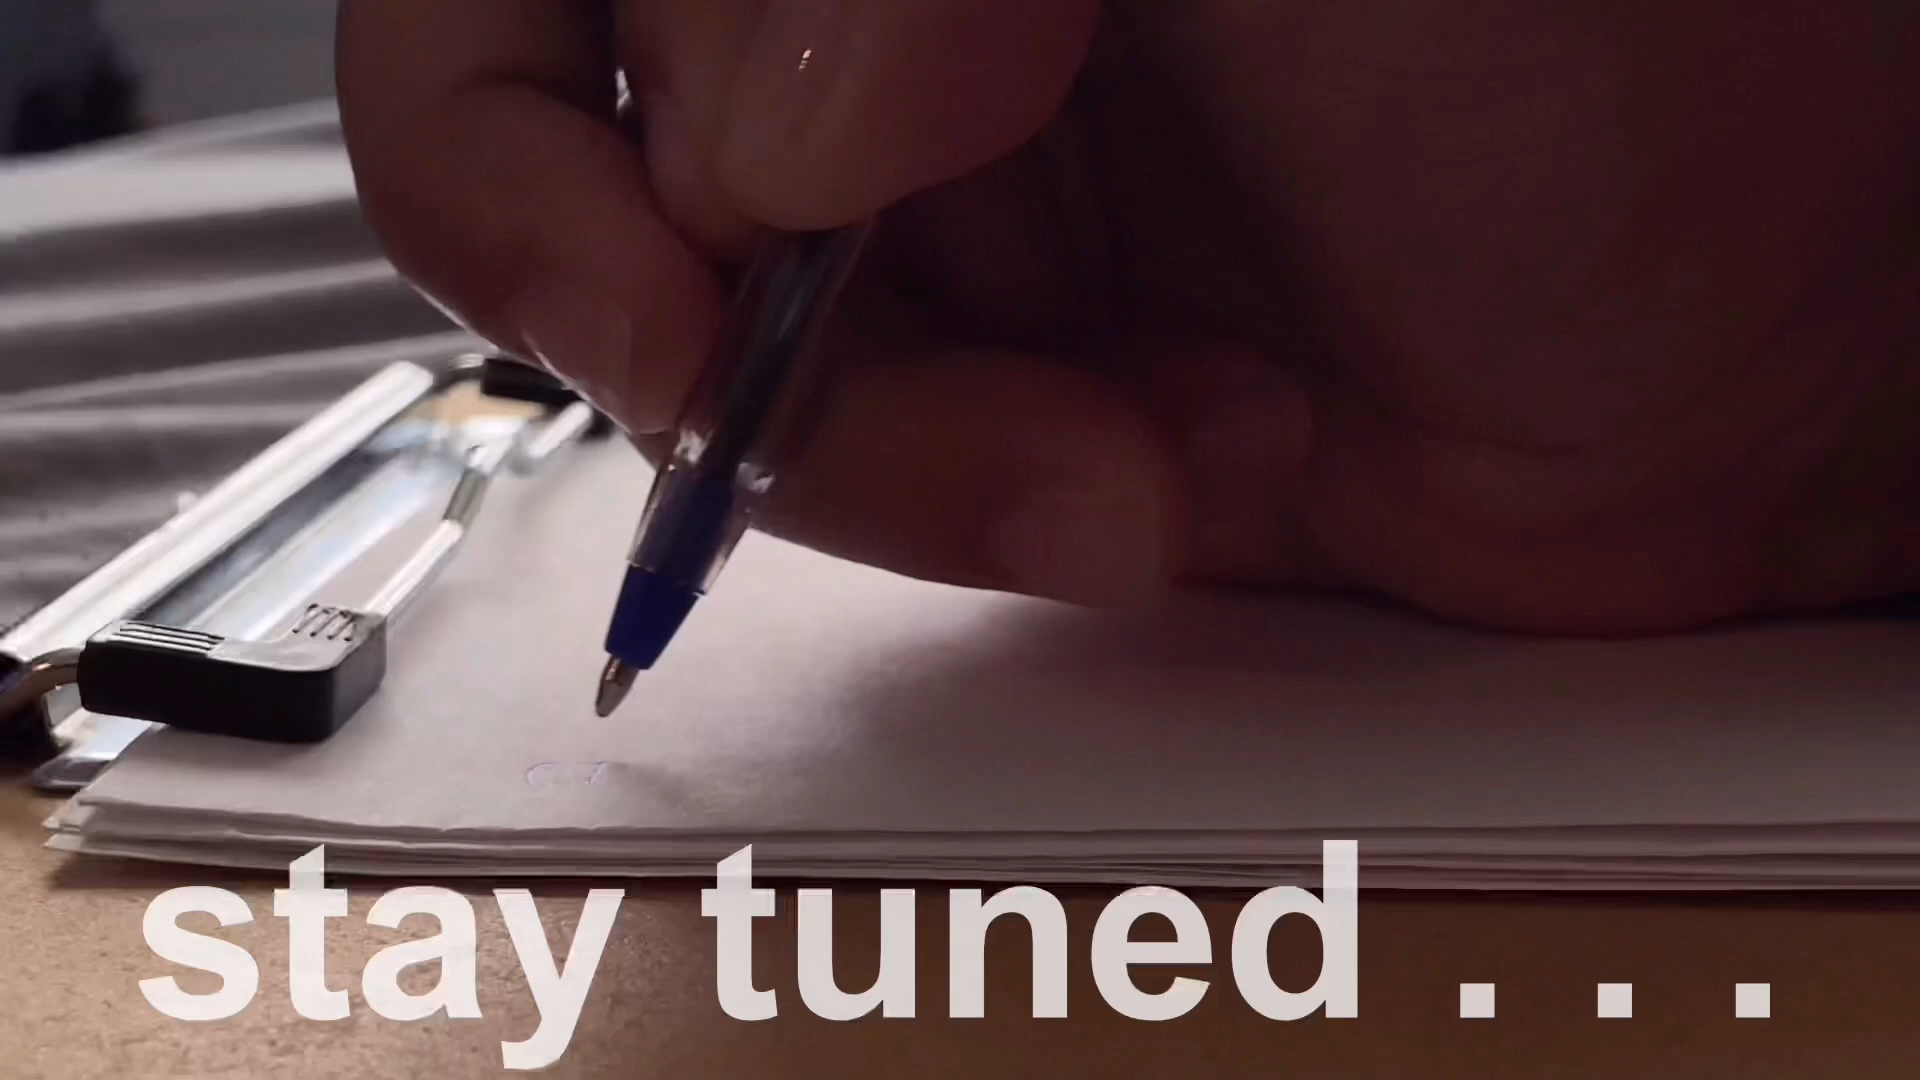 stay tuned . . .